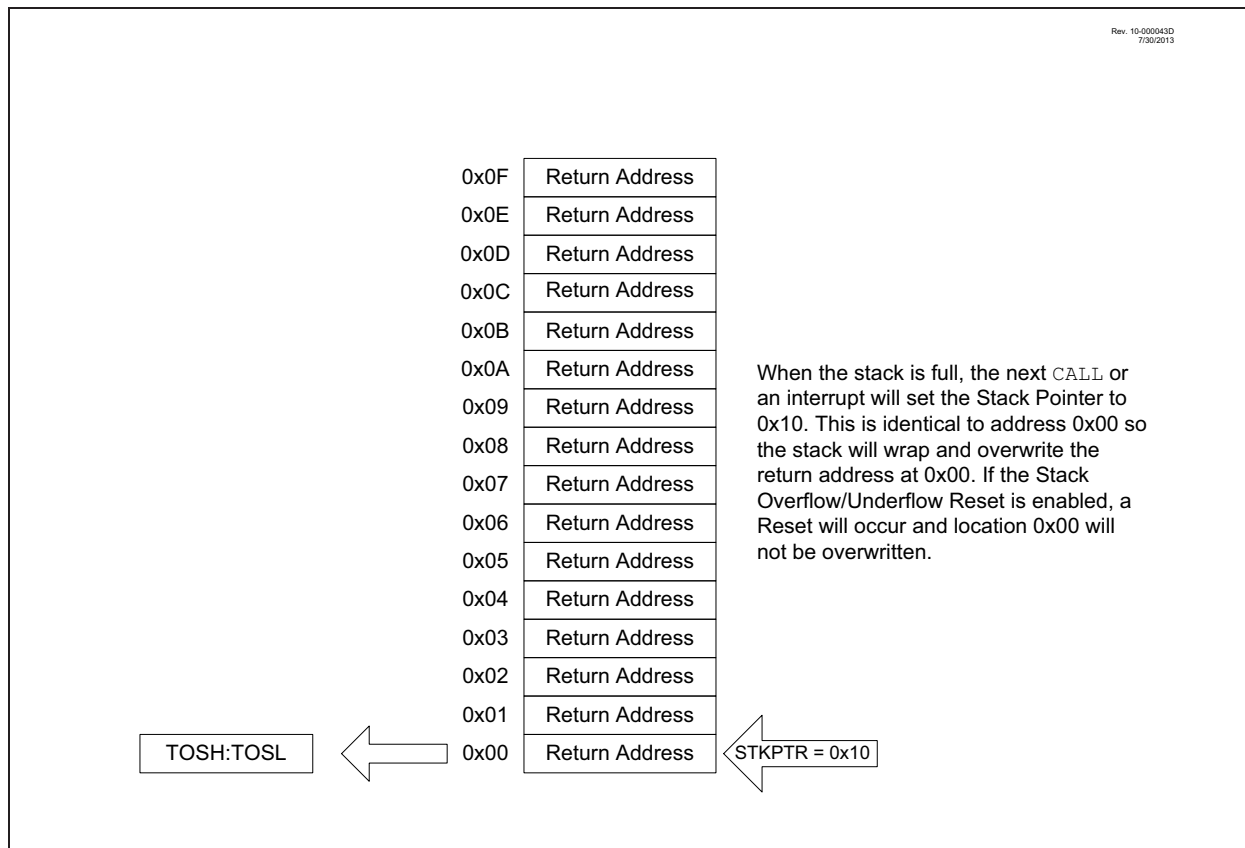 Rev. 10-000043D
7/30/2013
0x0F Return Address
0x0E Return Address
0x0D Return Address
0x0C Return Address
0x0B Return Address
0x0A Return Address
0x09 Return Address
0x08 Return Address
0x07 Return Address
0x06 Return Address
0x05 Return Address
0x04 Return Address
0x03 Return Address
0x02 Return Address
0x01 Return Address
TOSH:TOSL 0x00 Return Address STKPTR = 0x10
When the stack is full, the next CALL or
an interrupt will set the Stack Pointer to
0x10. This is identical to address 0x00 so
the stack will wrap and overwrite the
return address at 0x00. If the Stack
Overflow/Underflow Reset is enabled, a
Reset will occur and location 0x00 will
not be overwritten.